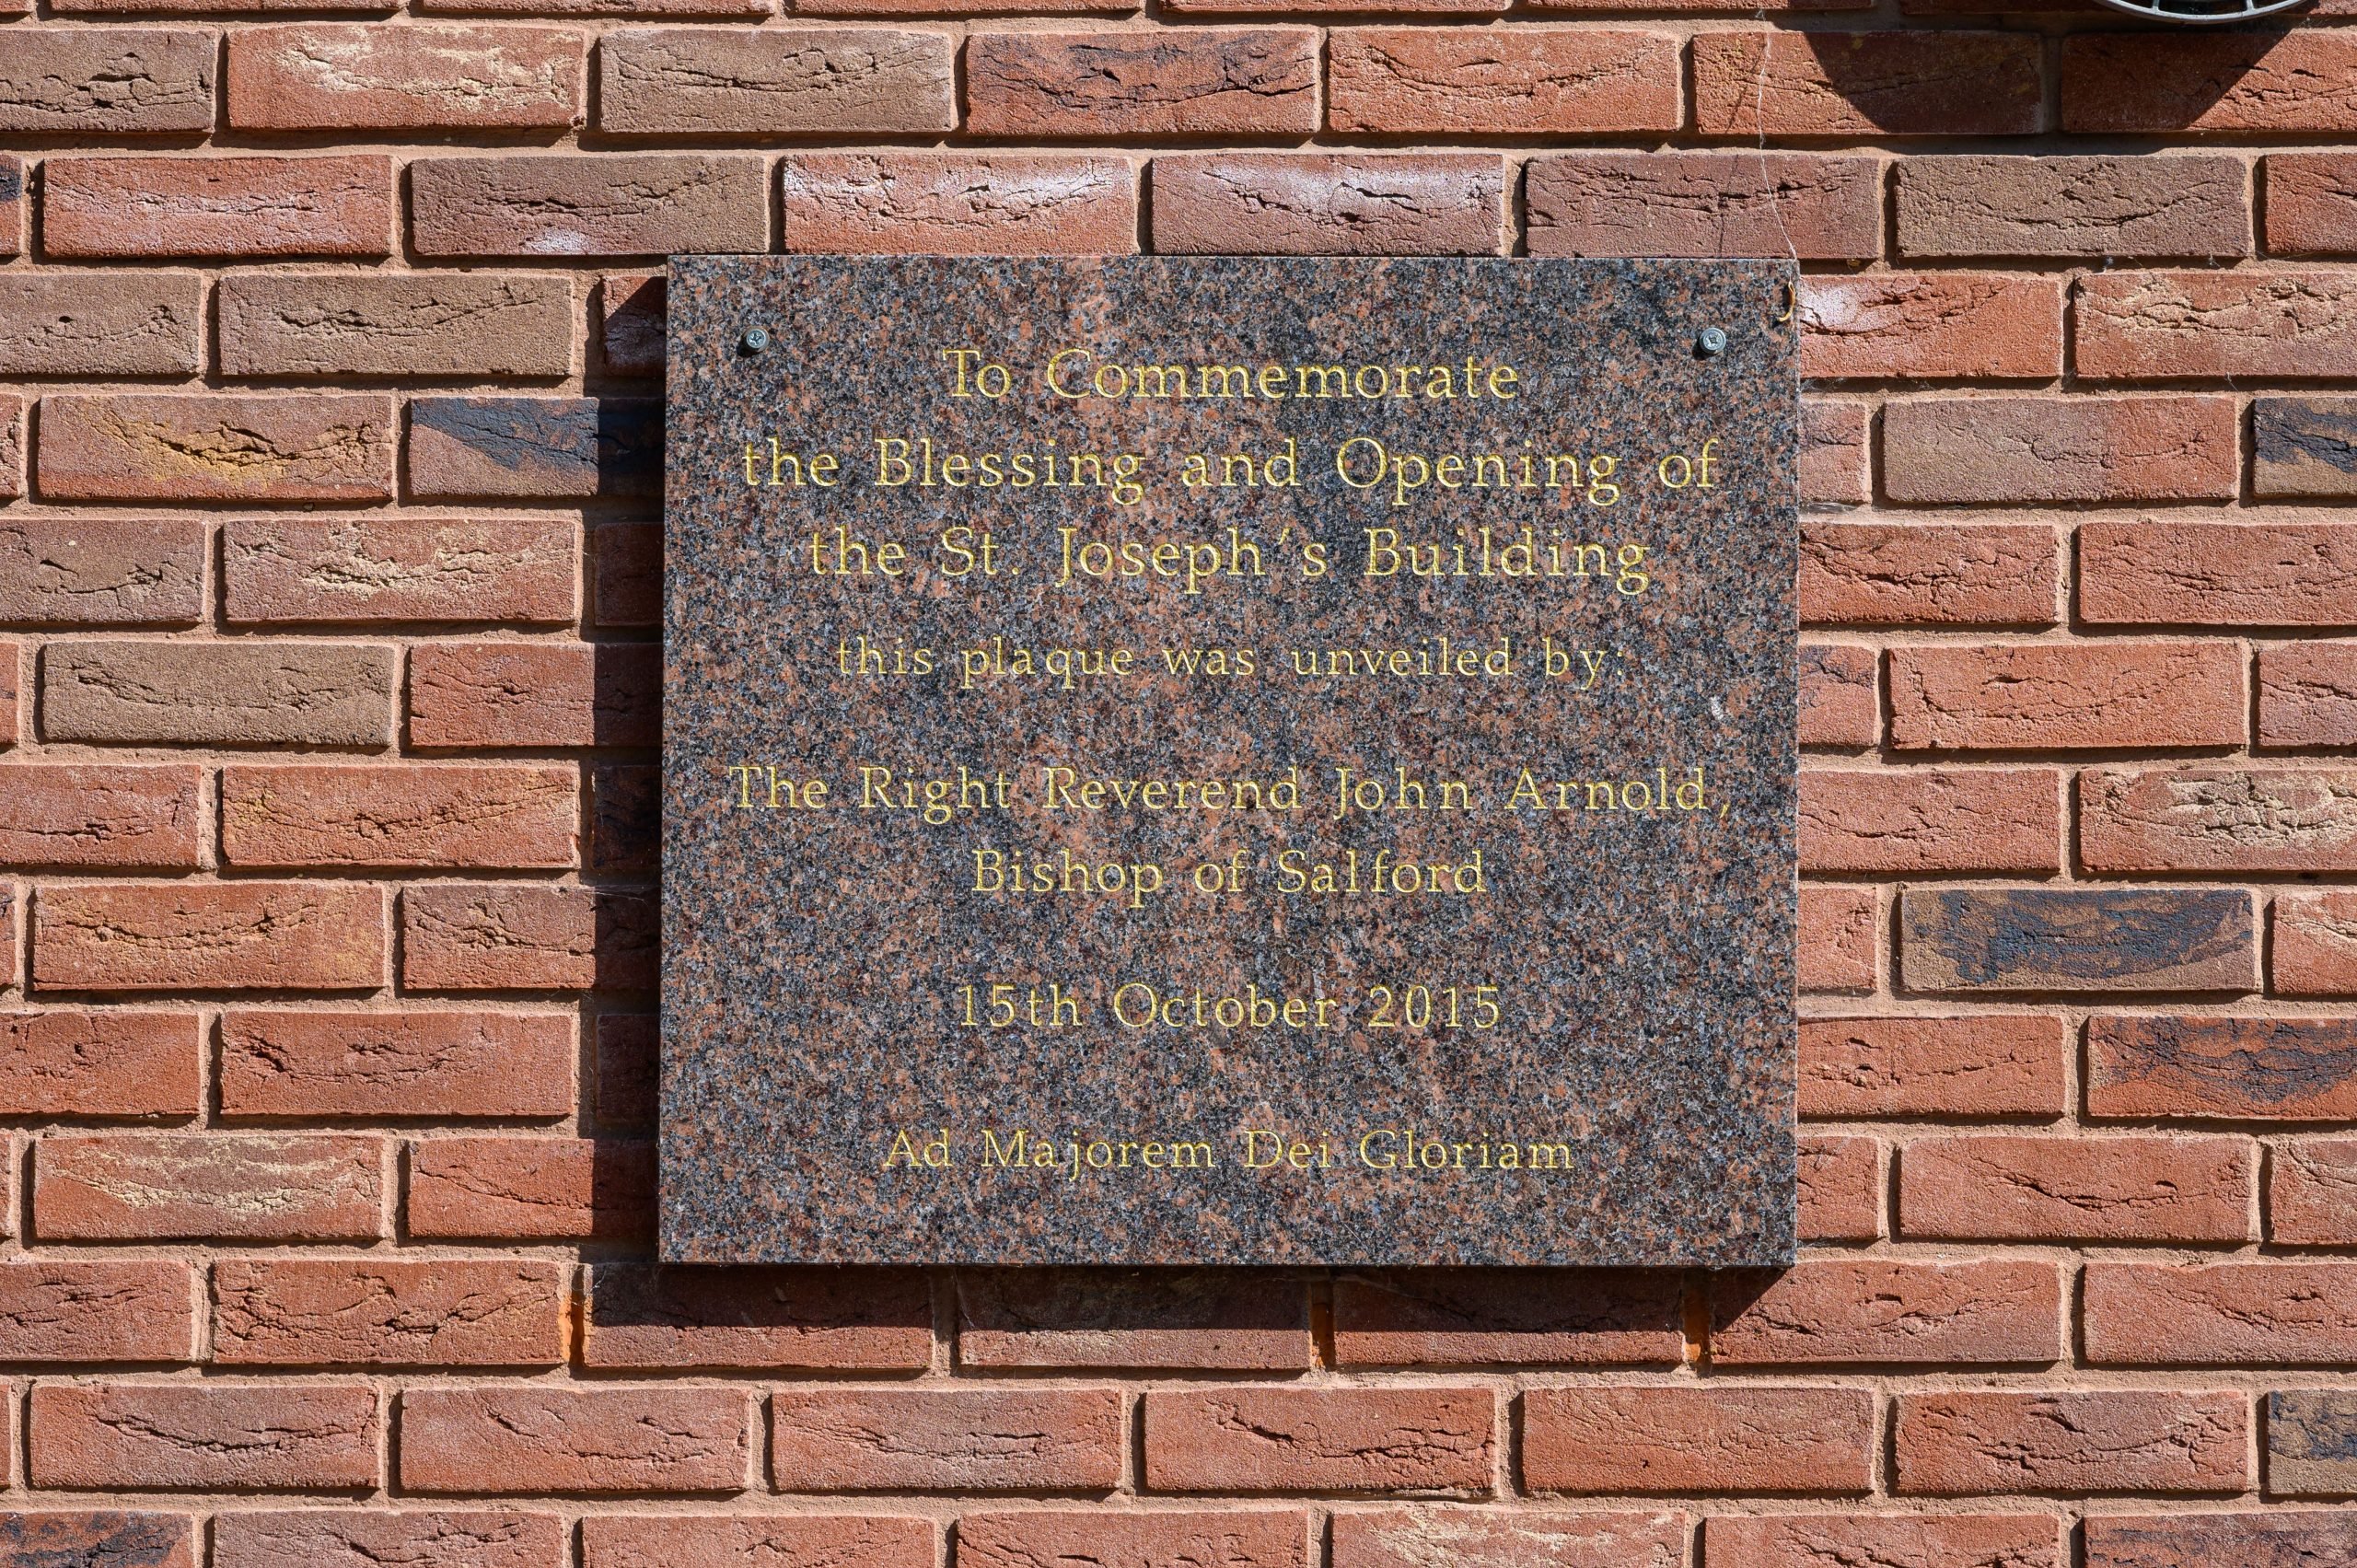 To Commemorate
the Blessing and Opening of
the St. Joseph's Building
this plaque was unveiled by:
The Right Reverend John Arnold,
Bishop of Salford
15th October 2015
Ad Majorem Dei Gloriam